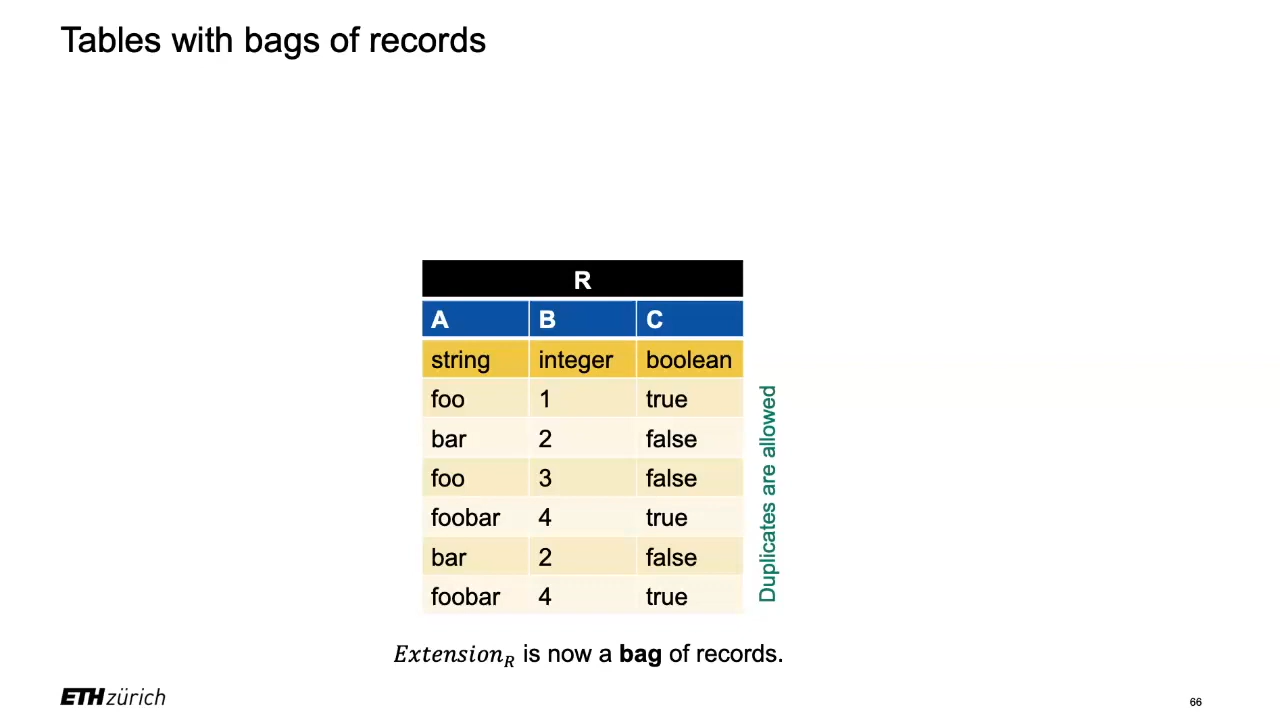 Tables with bags of records
R
A B C
string integer boolean
foo 1 true
bar 2 false
foo 3 false
foobar 4 true
bar 2 false
foobar 4 true
Duplicates are allowed
Extension_R is now a bag of records.
ETH zürich
66